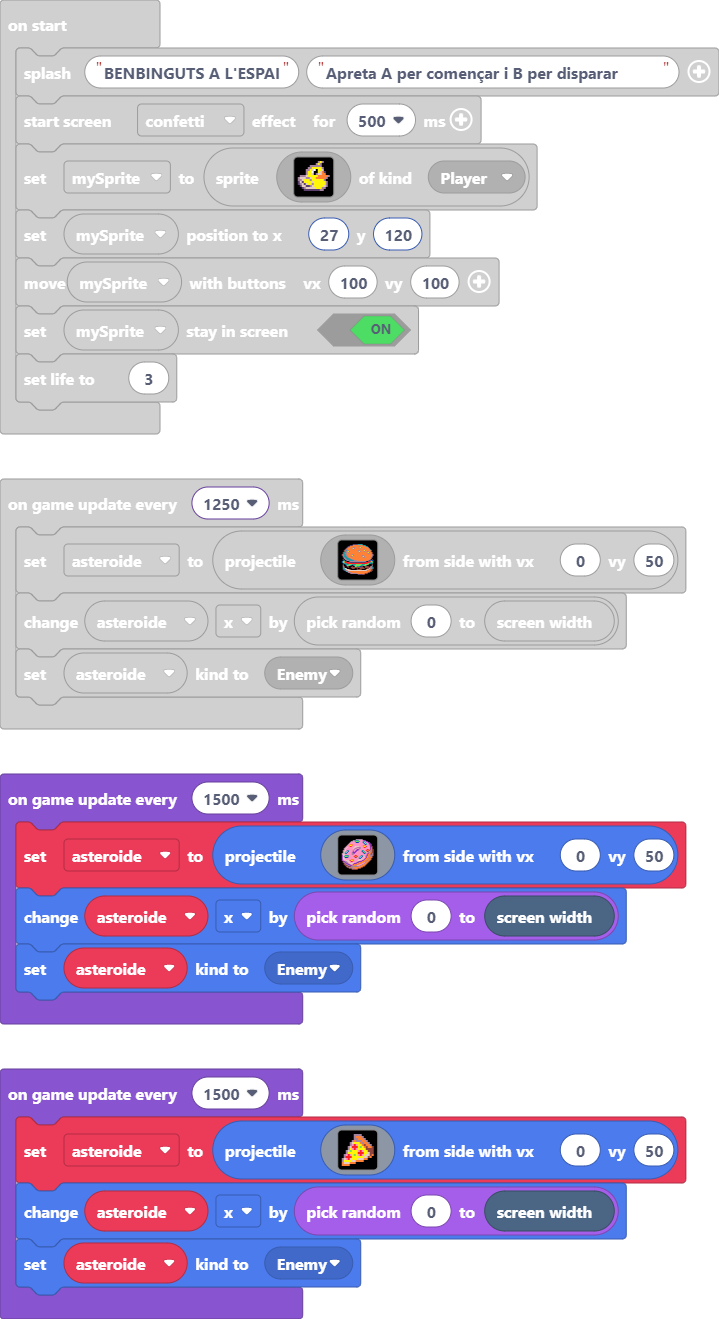 on start
splash "BENBINGUTS A L'ESPAI" "Apreta A per començar i B per disparar"
start screen confetti effect for 500 ms
set mySprite to sprite of kind Player
set mySprite position to x 27 y 120
move mySprite with buttons vx 100 vy 100
set mySprite stay in screen ON
set life to 3
on game update every 1250 ms
set asteroide to projectile from side with vx 0 vy 50
change asteroide x by pick random 0 to screen width
set asteroide kind to Enemy
on game update every 1500 ms
set asteroide to projectile from side with vx 0 vy 50
change asteroide x by pick random 0 to screen width
set asteroide kind to Enemy
on game update every 1500 ms
set asteroide to projectile from side with vx 0 vy 50
change asteroide x by pick random 0 to screen width
set asteroide kind to Enemy